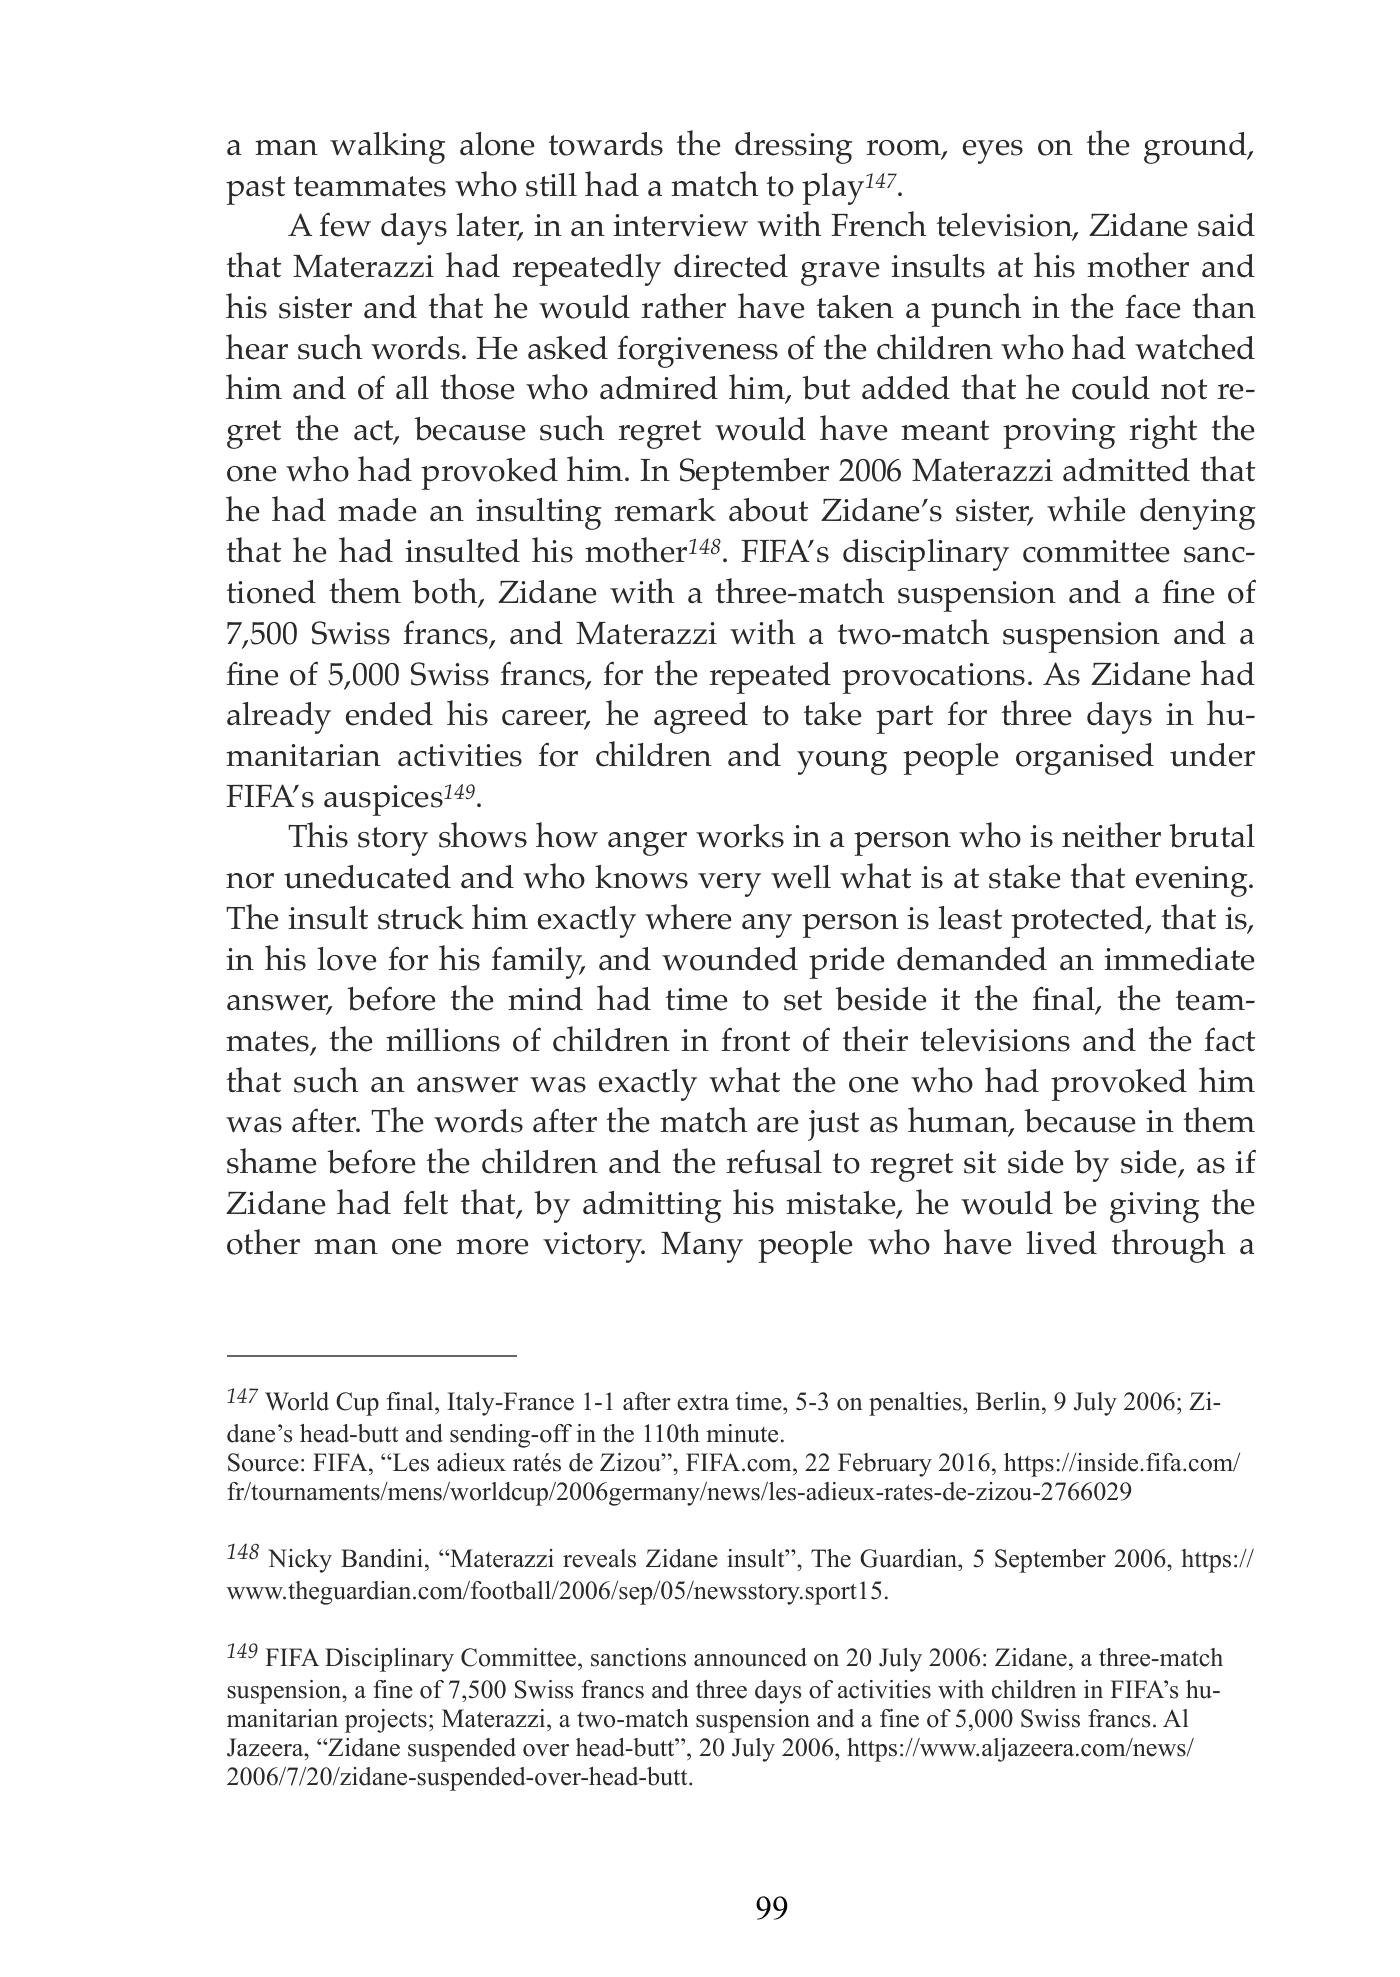 a man walking alone towards the dressing room, eyes on the ground,
past teammates who still had a match to play147.
A few days later, in an interview with French television, Zidane said
that Materazzi had repeatedly directed grave insults at his mother and
his sister and that he would rather have taken a punch in the face than
hear such words. He asked forgiveness of the children who had watched
him and of all those who admired him, but added that he could not re-
gret the act, because such regret would have meant proving right the
one who had provoked him. In September 2006 Materazzi admitted that
he had made an insulting remark about Zidane’s sister, while denying
that he had insulted his mother148. FIFA’s disciplinary committee sanc-
tioned them both, Zidane with a three-match suspension and a fine of
7,500 Swiss francs, and Materazzi with a two-match suspension and a
fine of 5,000 Swiss francs, for the repeated provocations. As Zidane had
already ended his career, he agreed to take part for three days in hu-
manitarian activities for children and young people organised under
FIFA’s auspices149.
This story shows how anger works in a person who is neither brutal
nor uneducated and who knows very well what is at stake that evening.
The insult struck him exactly where any person is least protected, that is,
in his love for his family, and wounded pride demanded an immediate
answer, before the mind had time to set beside it the final, the team-
mates, the millions of children in front of their televisions and the fact
that such an answer was exactly what the one who had provoked him
was after. The words after the match are just as human, because in them
shame before the children and the refusal to regret sit side by side, as if
Zidane had felt that, by admitting his mistake, he would be giving the
other man one more victory. Many people who have lived through a
147 World Cup final, Italy-France 1-1 after extra time, 5-3 on penalties, Berlin, 9 July 2006; Zi-
dane’s head-butt and sending-off in the 110th minute.
Source: FIFA, “Les adieux ratés de Zizou”, FIFA.com, 22 February 2016, https://inside.fifa.com/
fr/tournaments/mens/worldcup/2006germany/news/les-adieux-rates-de-zizou-2766029
148 Nicky Bandini, “Materazzi reveals Zidane insult”, The Guardian, 5 September 2006, https://
www.theguardian.com/football/2006/sep/05/newsstory.sport15.
149 FIFA Disciplinary Committee, sanctions announced on 20 July 2006: Zidane, a three-match
suspension, a fine of 7,500 Swiss francs and three days of activities with children in FIFA’s hu-
manitarian projects; Materazzi, a two-match suspension and a fine of 5,000 Swiss francs. Al
Jazeera, “Zidane suspended over head-butt”, 20 July 2006, https://www.aljazeera.com/news/
2006/7/20/zidane-suspended-over-head-butt.
99